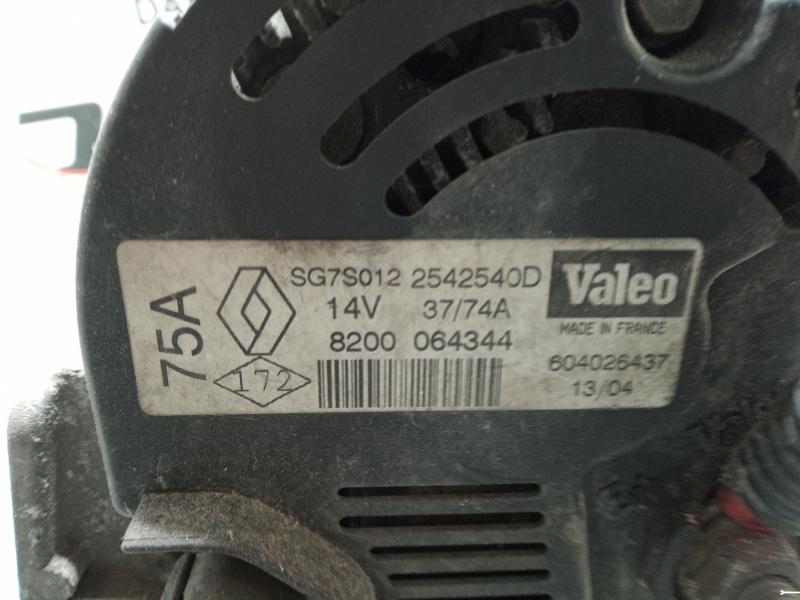 75A
SG7S012 2542540D
14V 37/74A
8200 064344
172
Valeo
MADE IN FRANCE
604026437
13/04